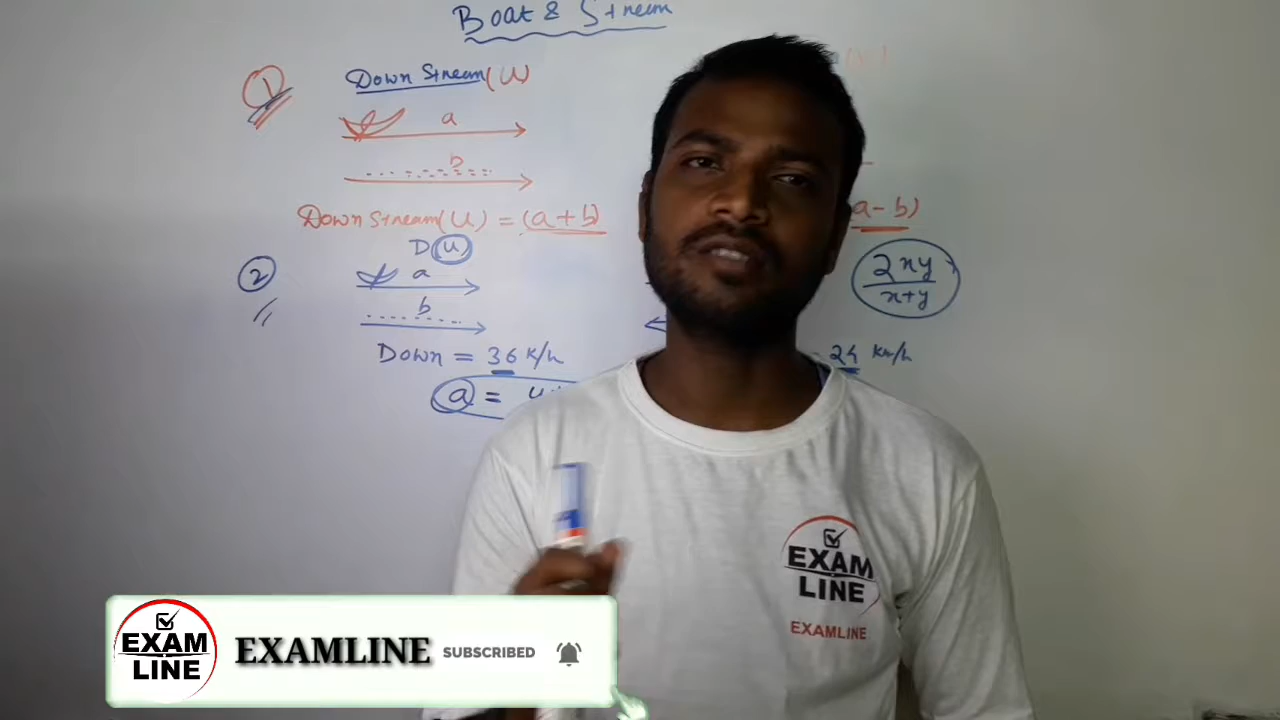 Boat & Stream
1
Down Stream (u)
a
b
Down Stream (u) = (a + b)
a - b)
D (u)
2
a
b
2xy
x+y
Down = 36 K/h
24 Km/h
a =
EXAM
LINE
EXAMLINE
EXAM
LINE
EXAMLINE SUBSCRIBED